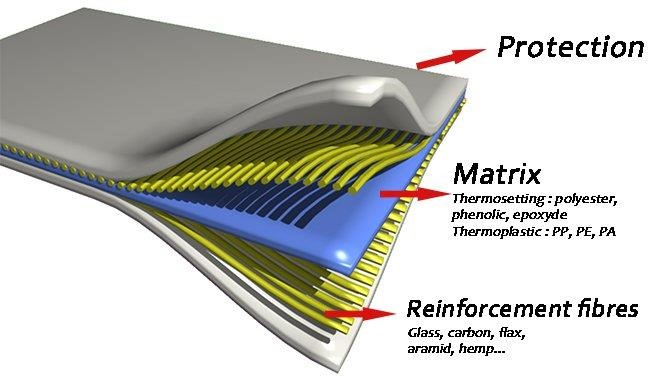 Protection
Matrix
Thermosetting : polyester,
phenolic, epoxyde
Thermoplastic : PP, PE, PA
Reinforcement fibres
Glass, carbon, flax,
aramid, hemp...